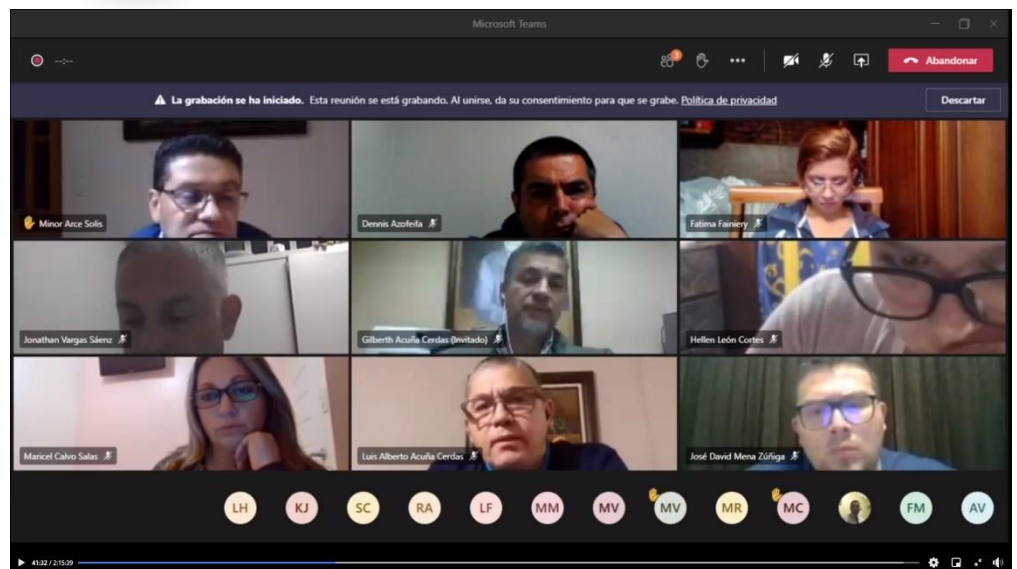 Microsoft Teams
--:--
3
Abandonar
La grabación se ha iniciado. Esta reunión se está grabando. Al unirse, da su consentimiento para que se grabe. Política de privacidad
Descartar
Minor Arce Solis
Dennis Azofeifa
Fatima Fainiery
Jonathan Vargas Sáenz
Gilberth Acuña Cerdas (Invitado)
Hellen León Cortes
Maricel Calvo Salas
Luis Alberto Acuña Cerdas
José David Mena Zúñiga
LH KJ SC RA LF MM MV MV MR MC FM AV
41:32 / 2:15:39